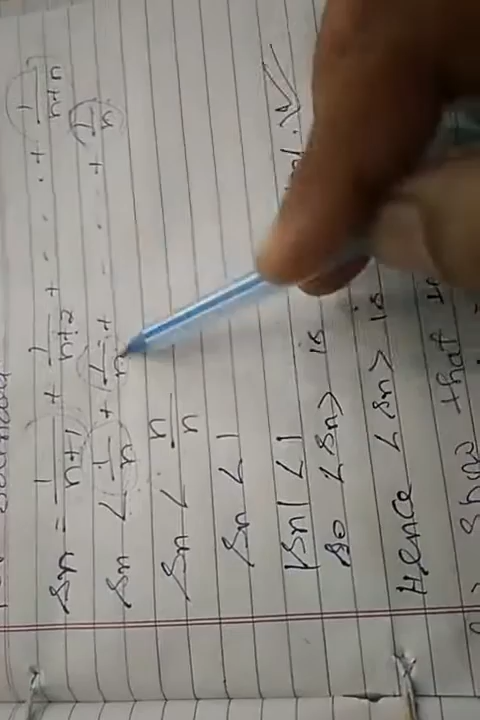 Sn = 1/n+1 + 1/n+2 + - - . + 1/n+n
Sn < 1/n + 1/n + - - . + 1/n
Sn < n/n
Sn < 1
|Sn| < 1
So <Sn> is
Hence <Sn> is
Show that